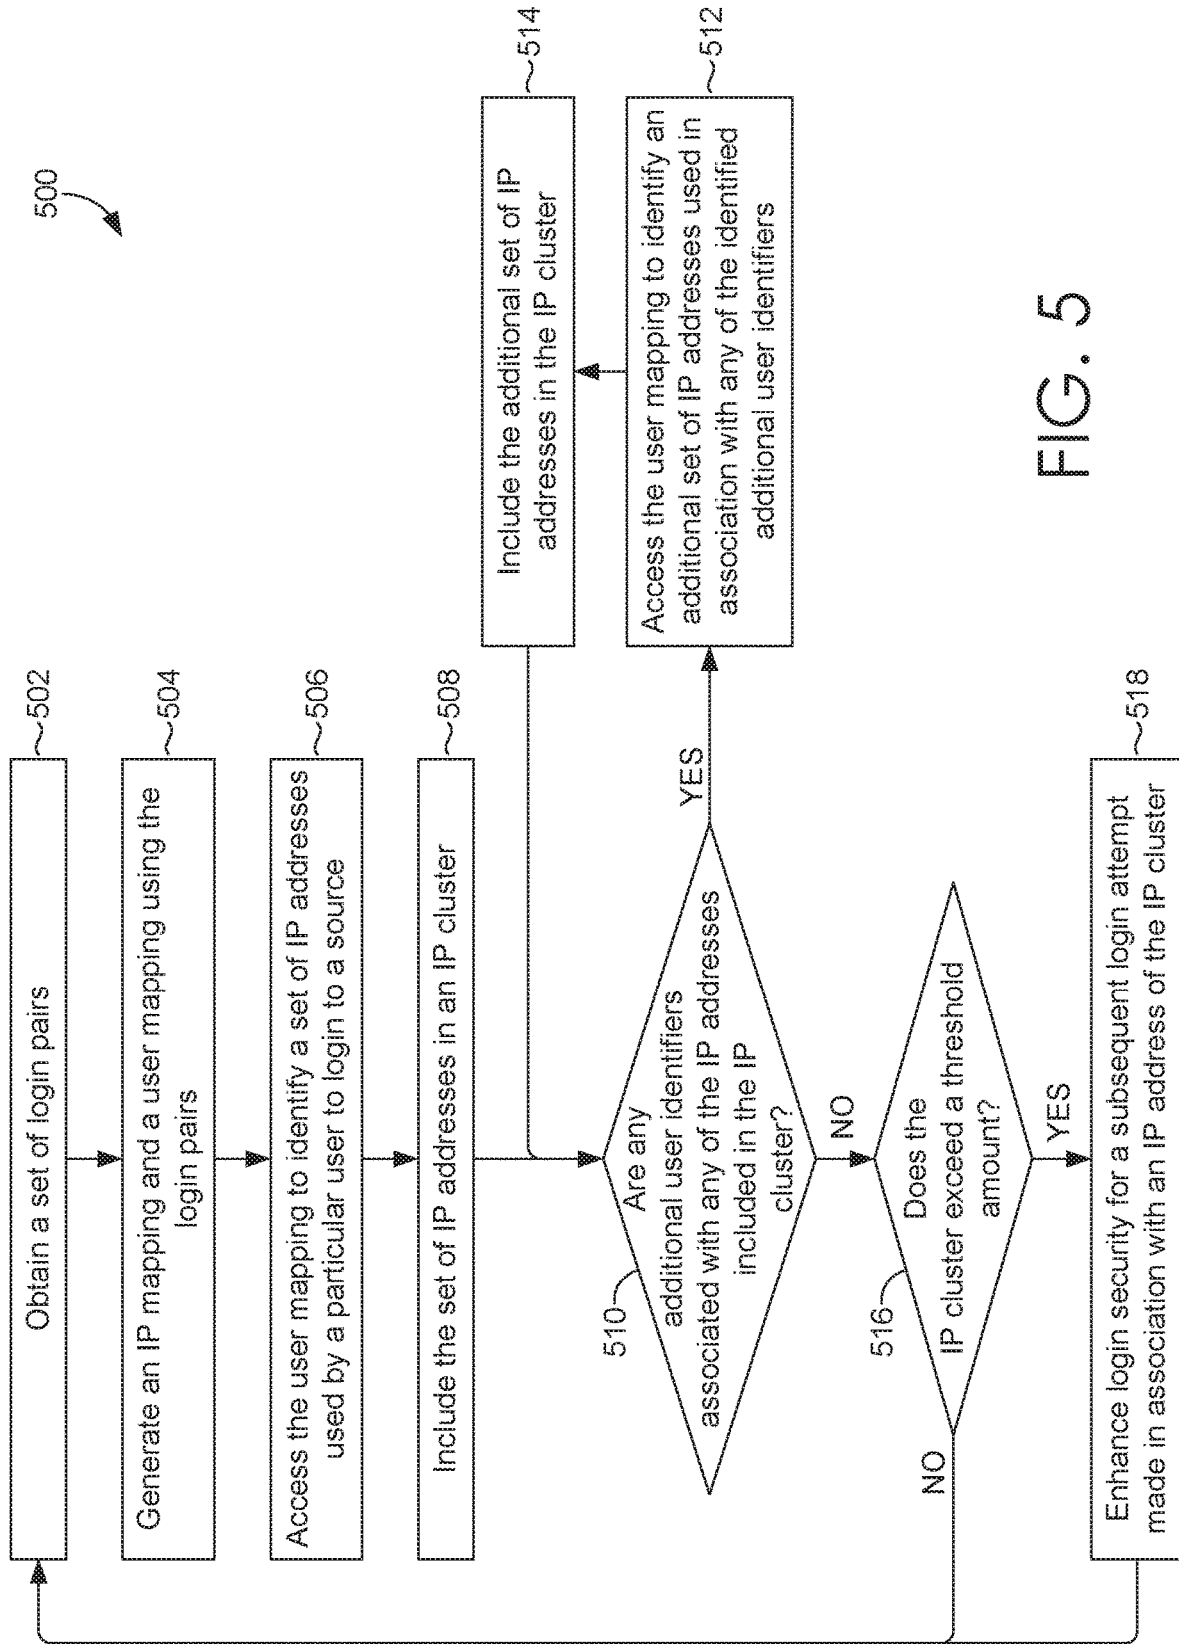 500
Obtain a set of login pairs
502
Generate an IP mapping and a user mapping using the
login pairs
504
Access the user mapping to identify a set of IP addresses
used by a particular user to login to a source
506
Include the set of IP addresses in an IP cluster
508
Are any
additional user identifiers
associated with any of the IP addresses
included in the IP
cluster?
510
YES
NO
Access the user mapping to identify an
additional set of IP addresses used in
association with any of the identified
additional user identifiers
512
Include the additional set of IP
addresses in the IP cluster
514
Does the
IP cluster exceed a threshold
amount?
516
NO
YES
Enhance login security for a subsequent login attempt
made in association with an IP address of the IP cluster
518
FIG. 5